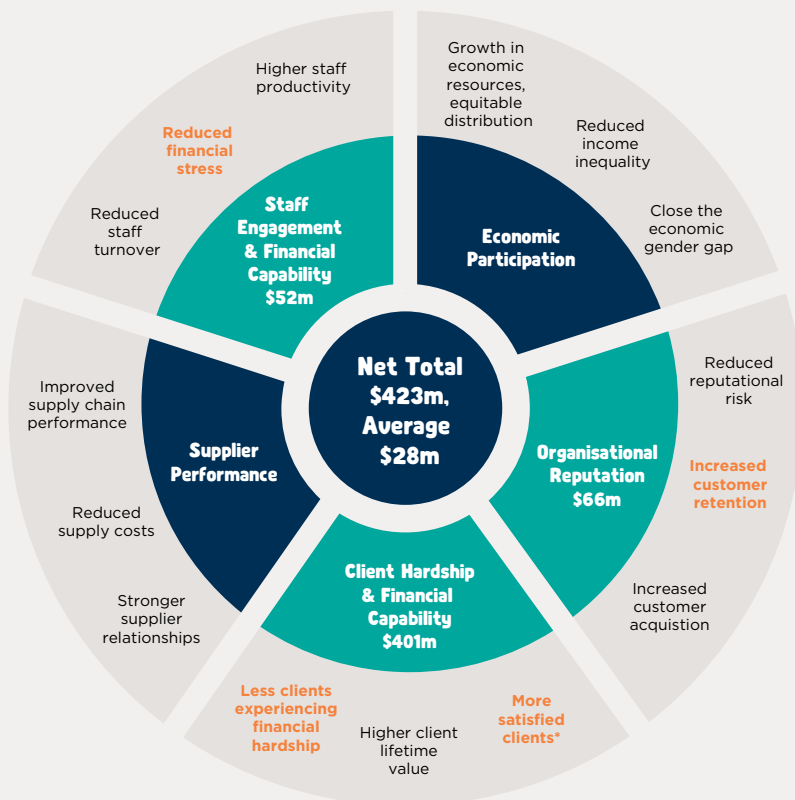 Higher staff
productivity
Reduced
financial
stress
Reduced
staff
turnover
Staff
Engagement
& Financial
Capability
$52m
Growth in
economic
resources,
equitable
distribution
Reduced
income
inequality
Close the
economic
gender gap
Economic
Participation
Net Total
$423m,
Average
$28m
Reduced
reputational
risk
Increased
customer
retention
Increased
customer
acquistion
Organisational
Reputation
$66m
Improved
supply chain
performance
Reduced
supply costs
Stronger
supplier
relationships
Supplier
Performance
Client Hardship
& Financial
Capability
$401m
Less clients
experiencing
financial
hardship
Higher client
lifetime
value
More
satisfied
clients*